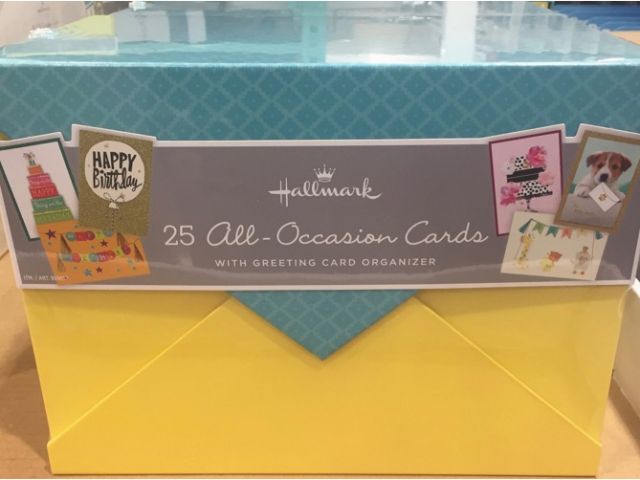 HAPPY
Birthday
Hallmark
25 All-Occasion Cards
WITH GREETING CARD ORGANIZER